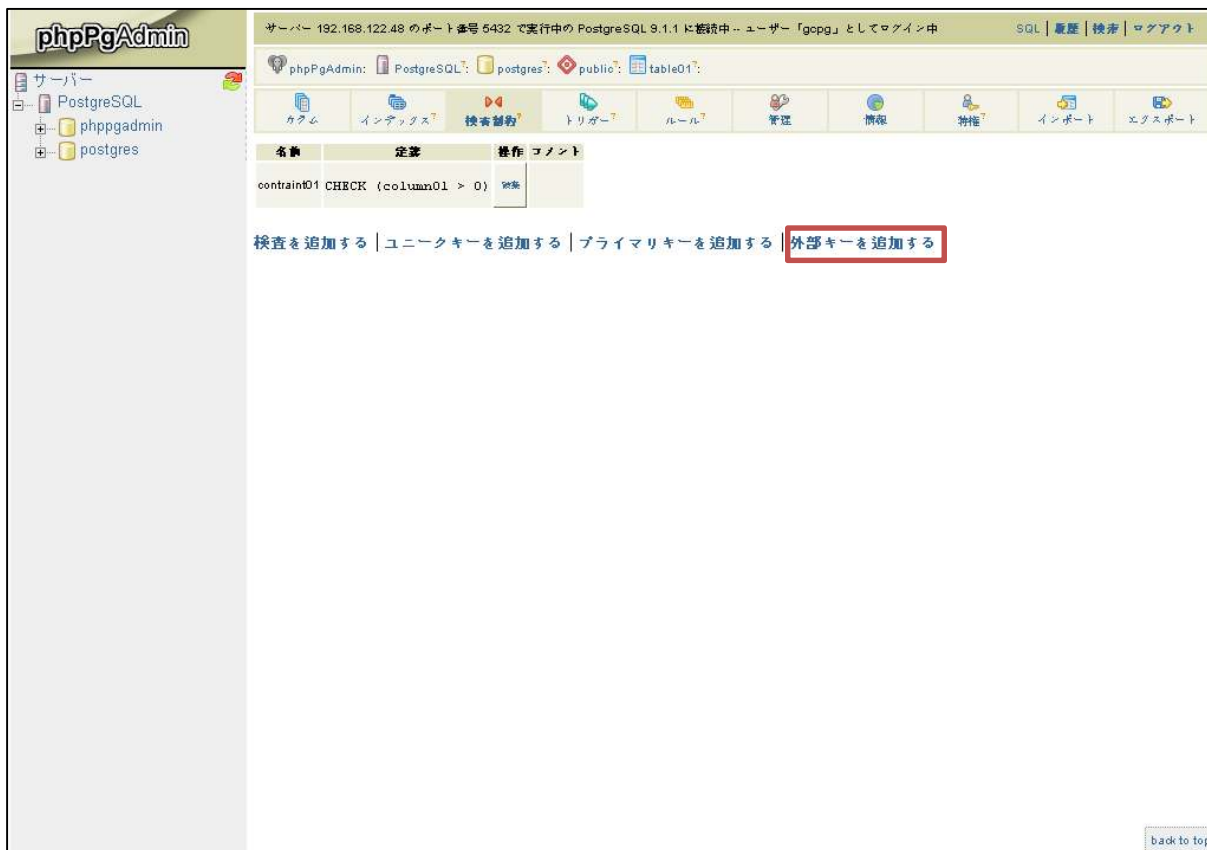 phpPgAdmin
サーバー
PostgreSQL
phppgadmin
postgres
サーバー 192.168.122.48 のポート番号 5432 で実行中の PostgreSQL 9.1.1 に接続中 -- ユーザー「gopg」としてログイン中
SQL | 履歴 | 検索 | ログアウト
phpPgAdmin: PostgreSQL?: postgres?: public?: table01?:
カラム インデックス? 検査制約? トリガー? ルール? 管理 情報 特権? インポート エクスポート
名前 定義 操作 コメント
contraint01 CHECK (column01 > 0) 破棄
検査を追加する | ユニークキーを追加する | プライマリキーを追加する | 外部キーを追加する
back to top